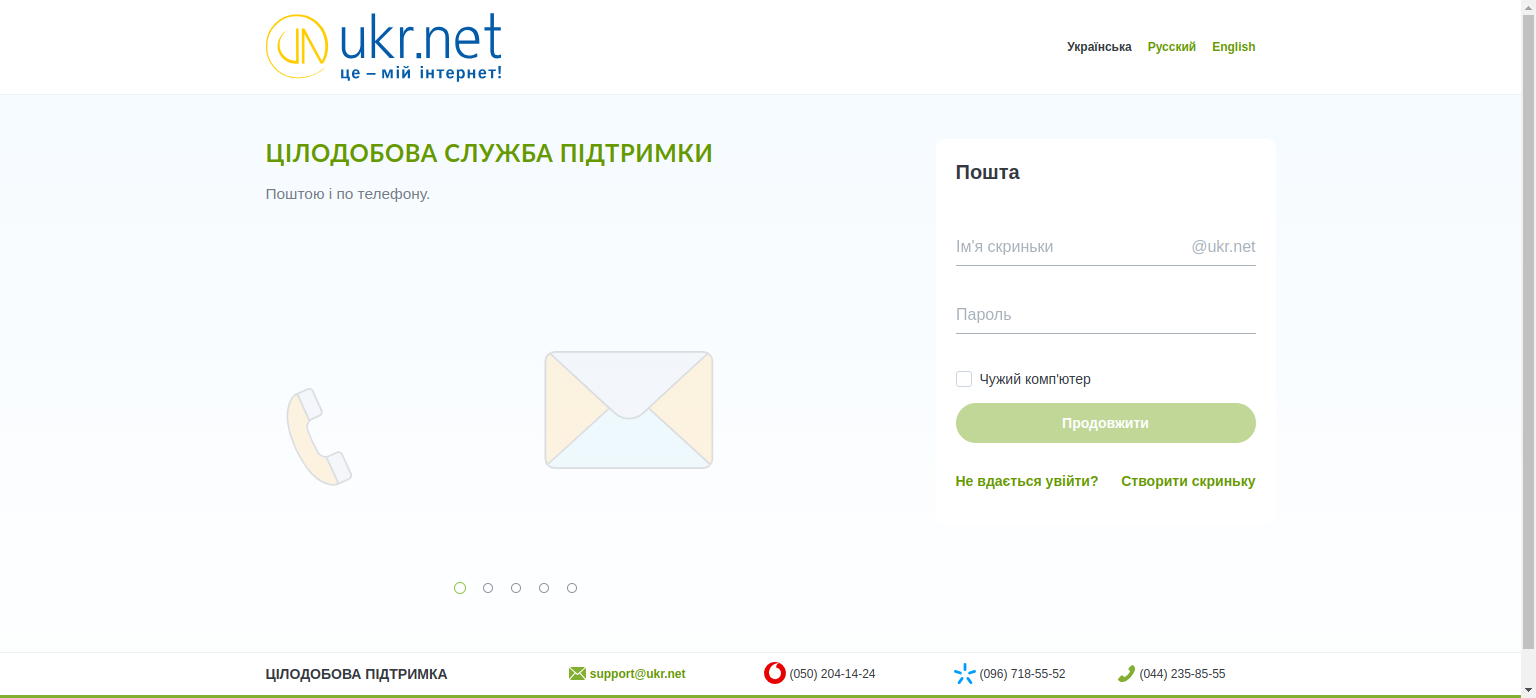 ukr.net
це – мій інтернет!
Українська Русский English
ЦІЛОДОБОВА СЛУЖБА ПІДТРИМКИ
Поштою і по телефону.
Пошта
Ім'я скриньки @ukr.net
Пароль
Чужий комп'ютер
Продовжити
Не вдається увійти? Створити скриньку
ЦІЛОДОБОВА ПІДТРИМКА support@ukr.net (050) 204-14-24 (096) 718-55-52 (044) 235-85-55